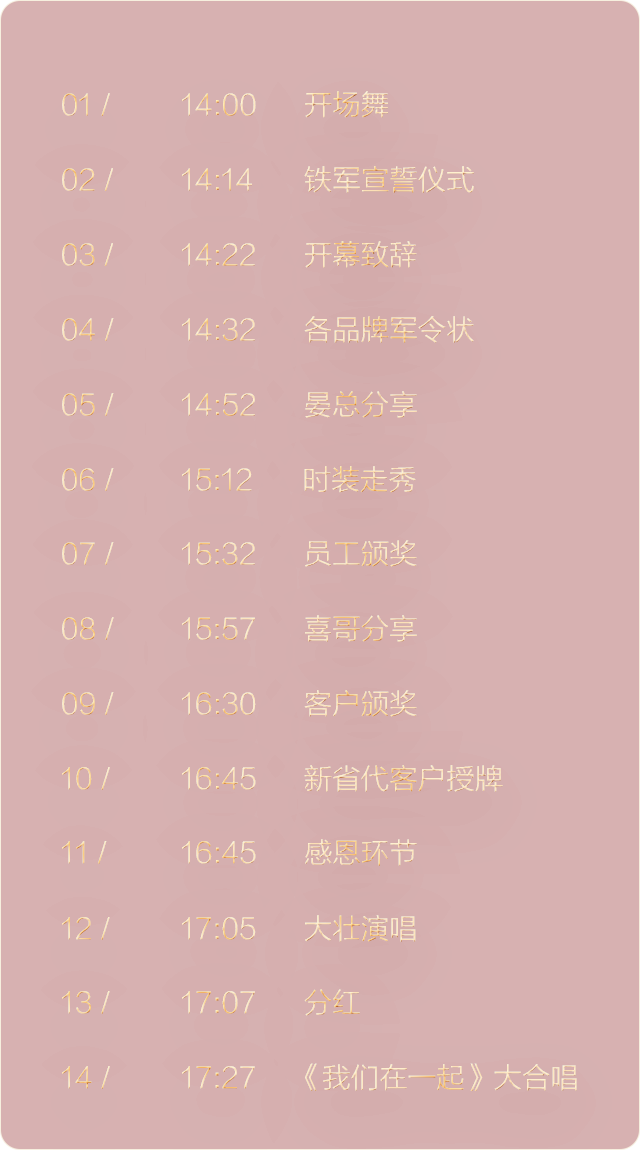 01 / 14:00 开场舞
02 / 14:14 铁军宣誓仪式
03 / 14:22 开幕致辞
04 / 14:32 各品牌军令状
05 / 14:52 晏总分享
06 / 15:12 时装走秀
07 / 15:32 员工颁奖
08 / 15:57 喜哥分享
09 / 16:30 客户颁奖
10 / 16:45 新省代客户授牌
11 / 16:45 感恩环节
12 / 17:05 大壮演唱
13 / 17:07 分红
14 / 17:27 《我们在一起》大合唱